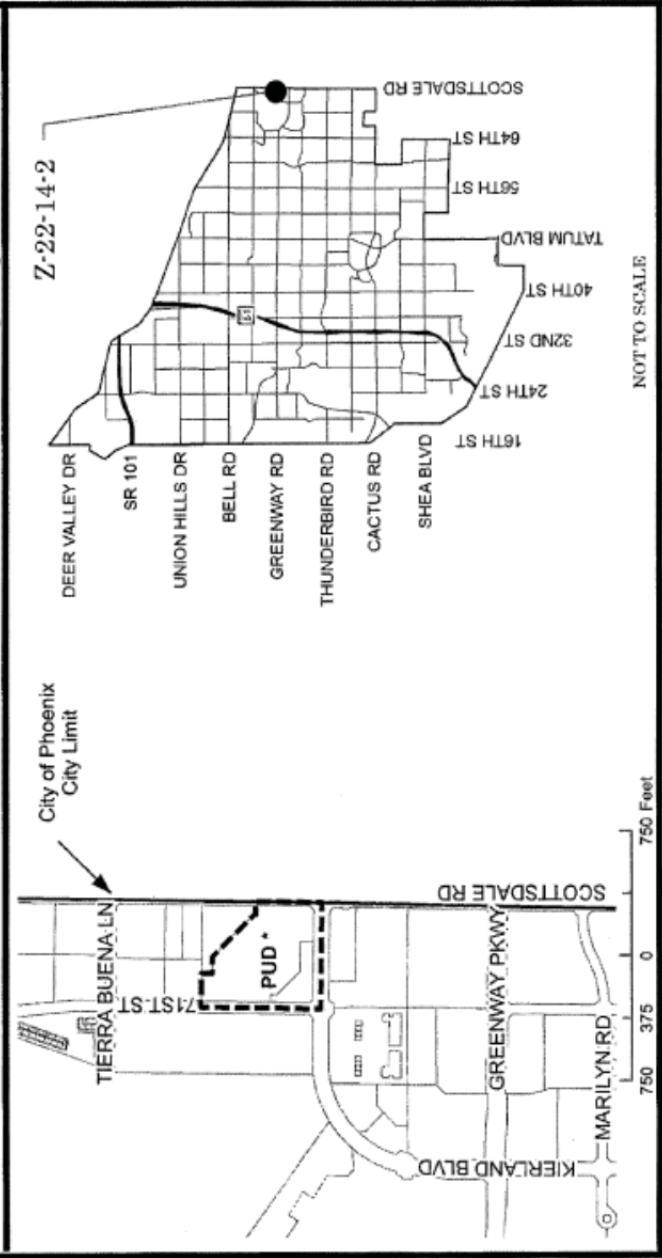 Z-22-14-2
SCOTTSDALE RD
64TH ST
56TH ST
TATUM BLVD
40TH ST
32ND ST
24TH ST
16TH ST
51
DEER VALLEY DR
SR 101
UNION HILLS DR
BELL RD
GREENWAY RD
THUNDERBIRD RD
CACTUS RD
SHEA BLVD
NOT TO SCALE
City of Phoenix
City Limit
TIERRA BUENA LN
71ST ST
PUD *
SCOTTSDALE RD
GREENWAY PKWY
MARILYN RD
KIERLAND BLVD
750 375 0 750 Feet